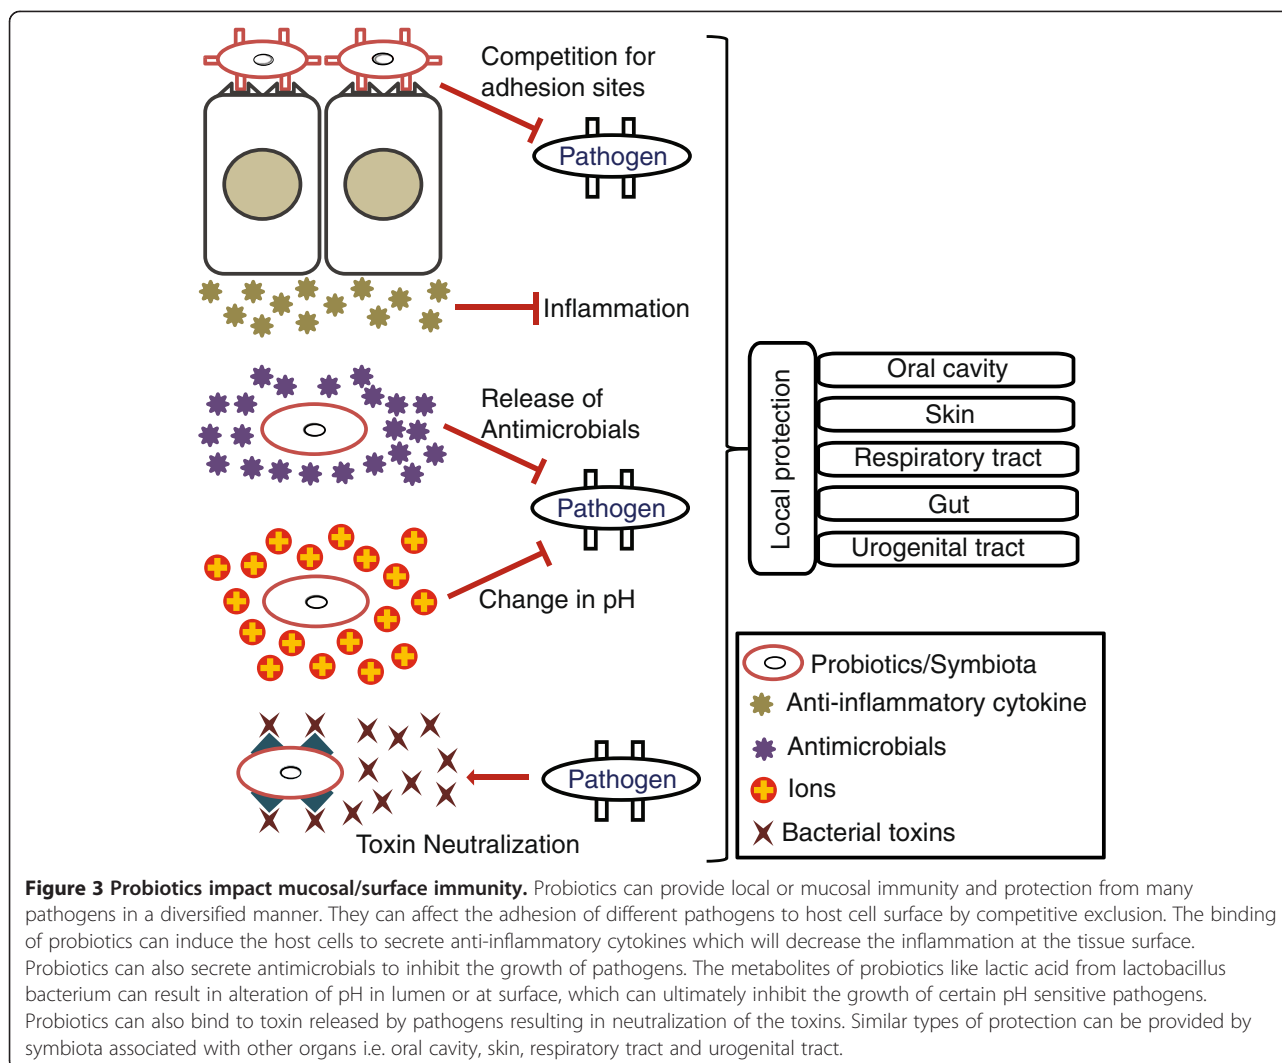 Competition for
adhesion sites
Pathogen
Inflammation
Release of
Antimicrobials
Pathogen
Change in pH
Pathogen
Toxin Neutralization
Local protection
Oral cavity
Skin
Respiratory tract
Gut
Urogenital tract
Probiotics/Symbiota
Anti-inflammatory cytokine
Antimicrobials
Ions
Bacterial toxins
Figure 3 Probiotics impact mucosal/surface immunity. Probiotics can provide local or mucosal immunity and protection from many
pathogens in a diversified manner. They can affect the adhesion of different pathogens to host cell surface by competitive exclusion. The binding
of probiotics can induce the host cells to secrete anti-inflammatory cytokines which will decrease the inflammation at the tissue surface.
Probiotics can also secrete antimicrobials to inhibit the growth of pathogens. The metabolites of probiotics like lactic acid from lactobacillus
bacterium can result in alteration of pH in lumen or at surface, which can ultimately inhibit the growth of certain pH sensitive pathogens.
Probiotics can also bind to toxin released by pathogens resulting in neutralization of the toxins. Similar types of protection can be provided by
symbiota associated with other organs i.e. oral cavity, skin, respiratory tract and urogenital tract.